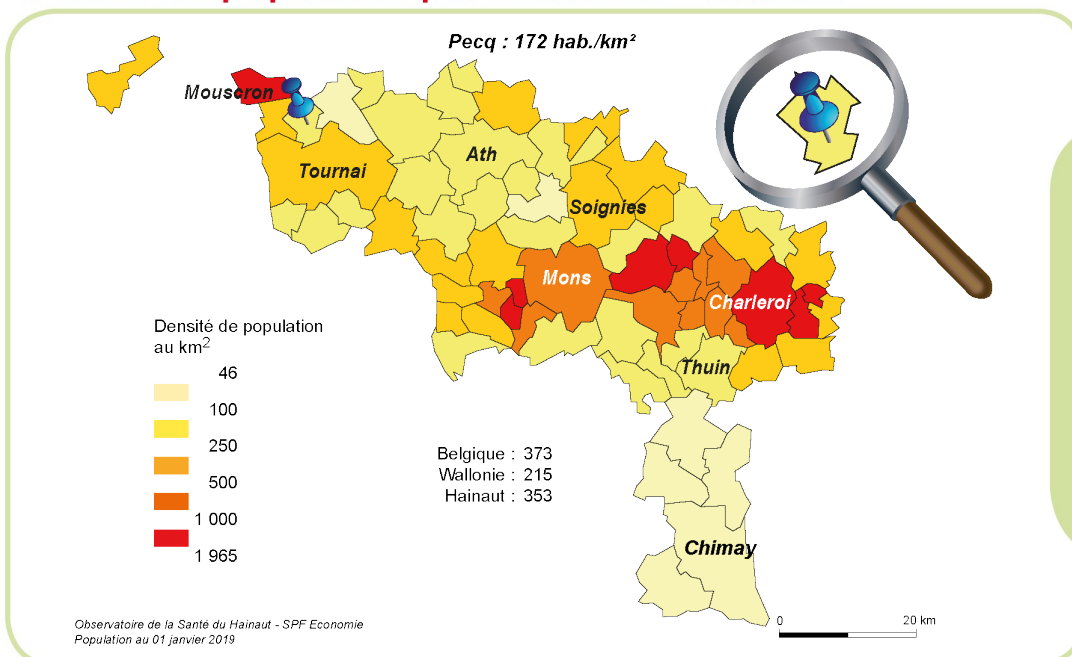 Pecq : 172 hab./km²
Mouscron
Ath
Tournai
Soignies
Mons
Charleroi
Thuin
Densité de population
au km2
46
100
250
500
1 000
1 965
Belgique : 373
Wallonie : 215
Hainaut : 353
Chimay
Observatoire de la Santé du Hainaut - SPF Economie
Population au 01 janvier 2019
0 20 km